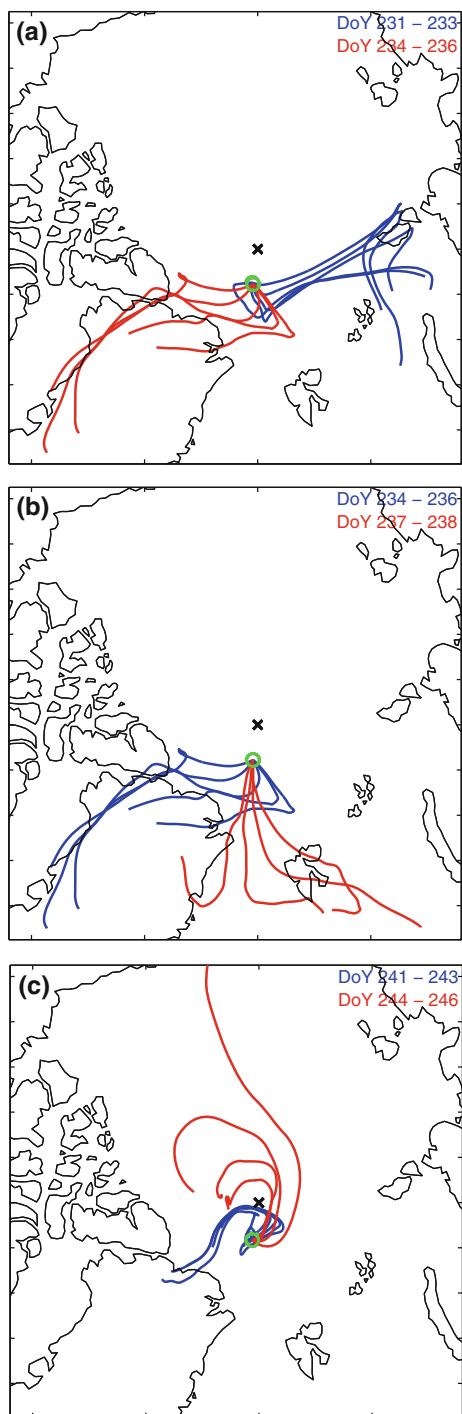 (a)
DoY 231 – 233
DoY 234 – 236
(b)
DoY 234 – 236
DoY 237 – 238
(c)
DoY 241 – 243
DoY 244 – 246